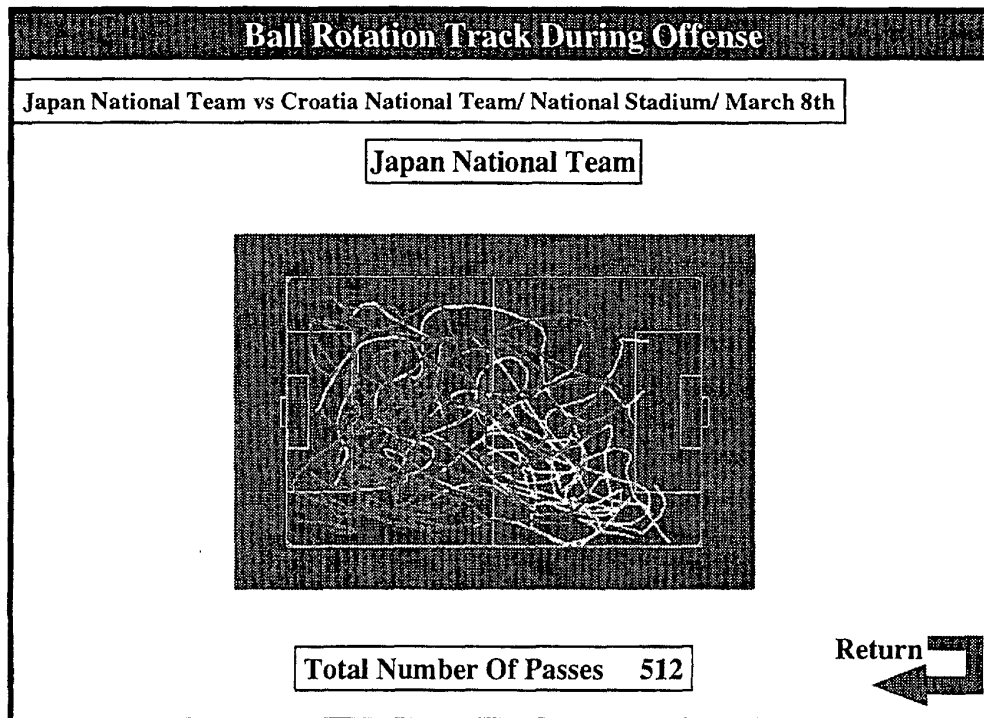 Ball Rotation Track During Offense
Japan National Team vs Croatia National Team/ National Stadium/ March 8th
Japan National Team
Total Number Of Passes 512
Return